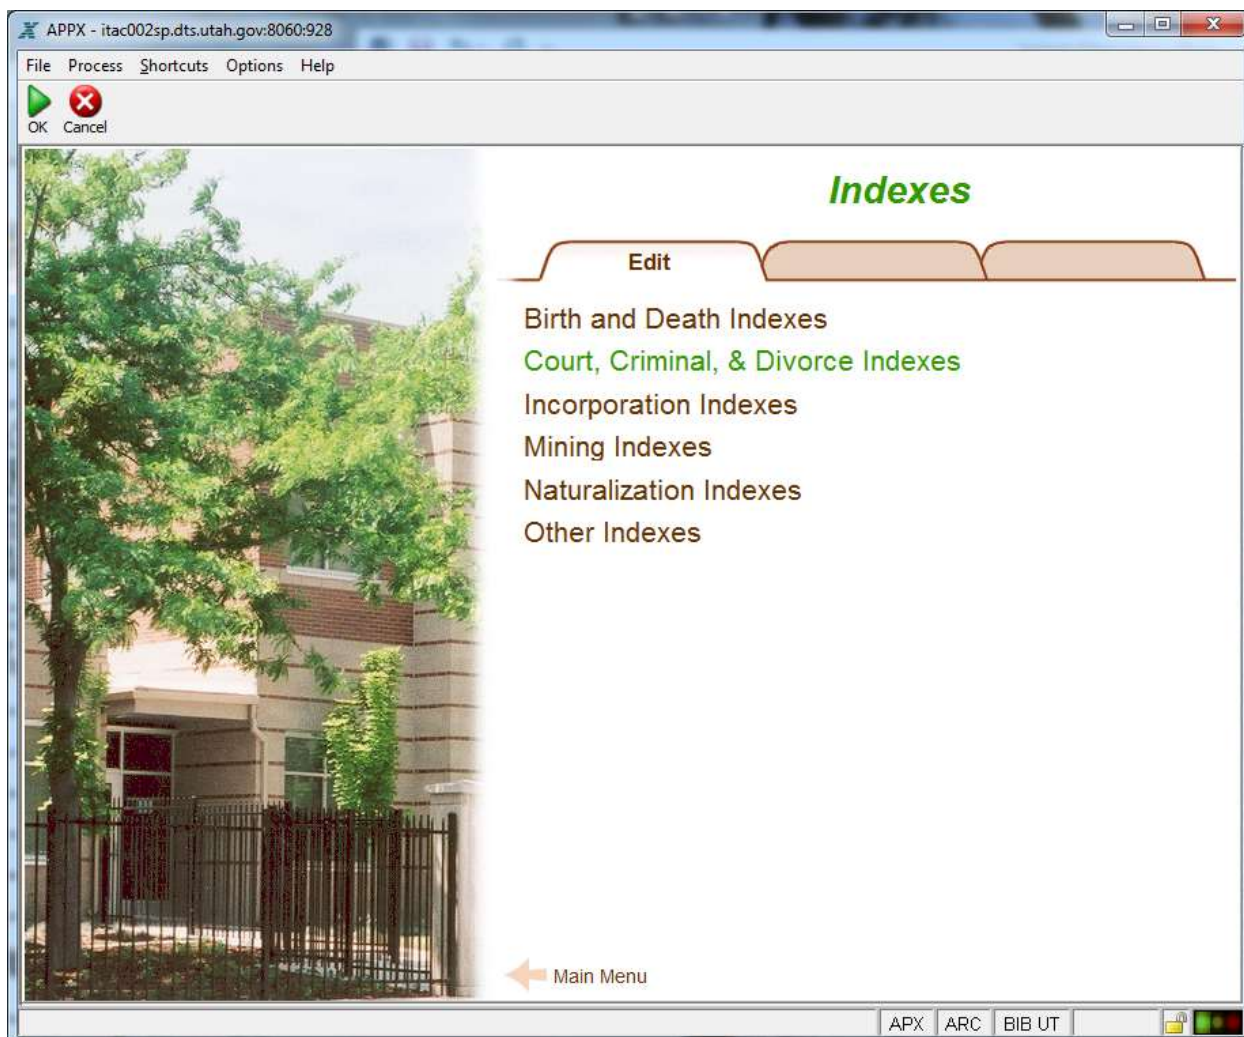 APPX - itac002sp.dts.utah.gov:8060:928
File Process Shortcuts Options Help
OK Cancel
Indexes
Edit
Birth and Death Indexes
Court, Criminal, & Divorce Indexes
Incorporation Indexes
Mining Indexes
Naturalization Indexes
Other Indexes
Main Menu
APX ARC BIB UT